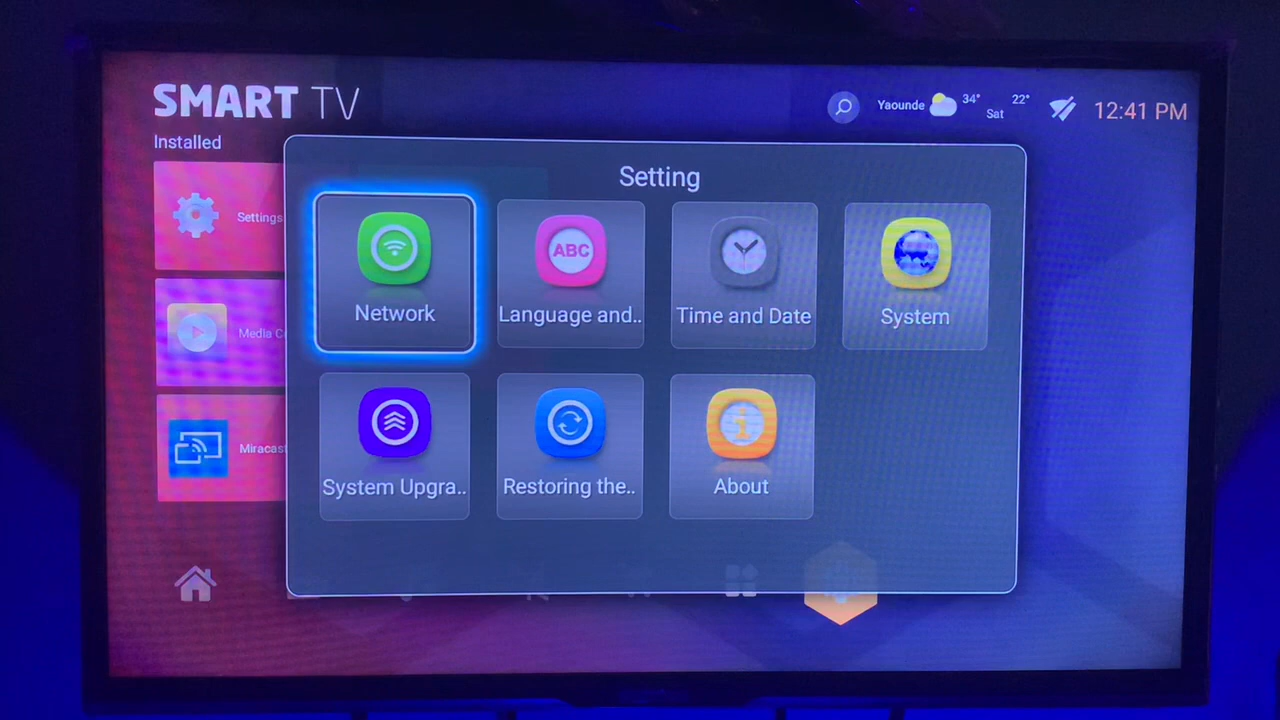 SMART TV
Yaounde
34°
Sat
22°
12:41 PM
Installed
Setting
Settings
Media C
Miracast
Network
ABC
Language and..
Time and Date
System
System Upgra..
Restoring the..
i
About